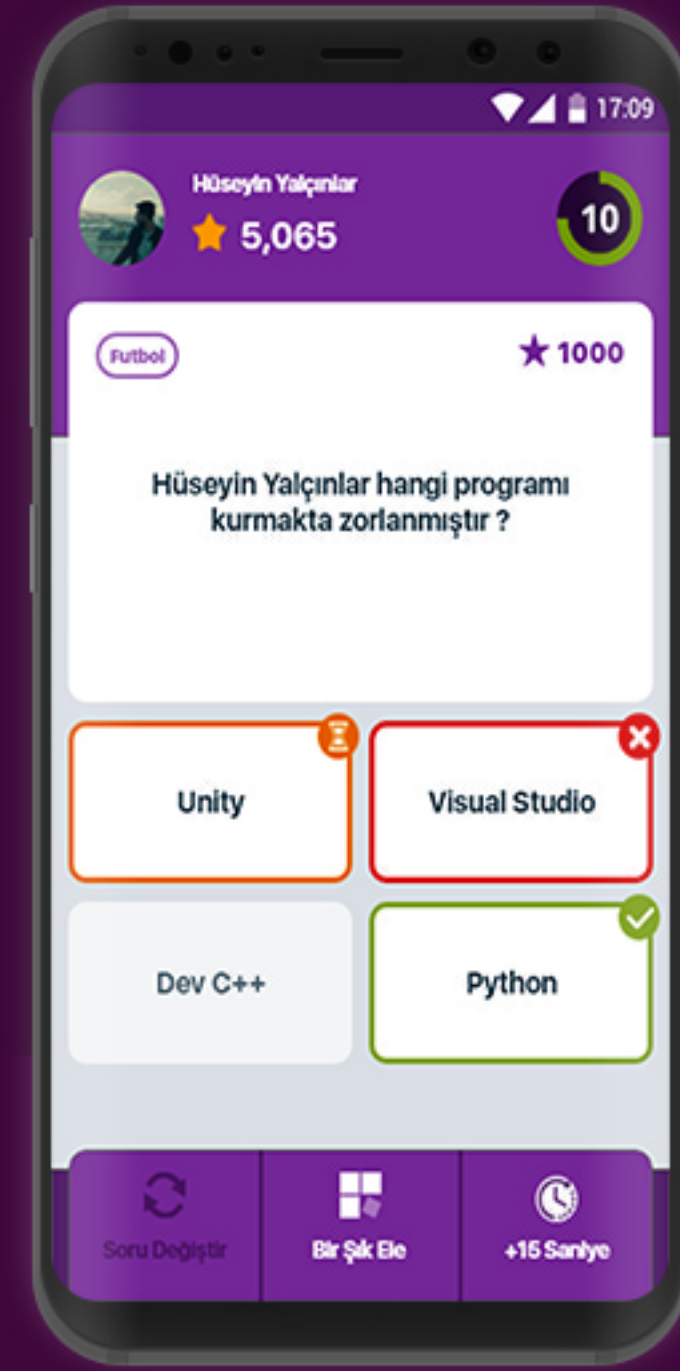 17:09
Hüseyin Yalçınlar
5,065
10
Futbol
1000
Hüseyin Yalçınlar hangi programı
kurmakta zorlanmıştır ?
Unity
Visual Studio
Dev C++
Python
Soru Değiştir
Bir Şık Ele
+15 Saniye